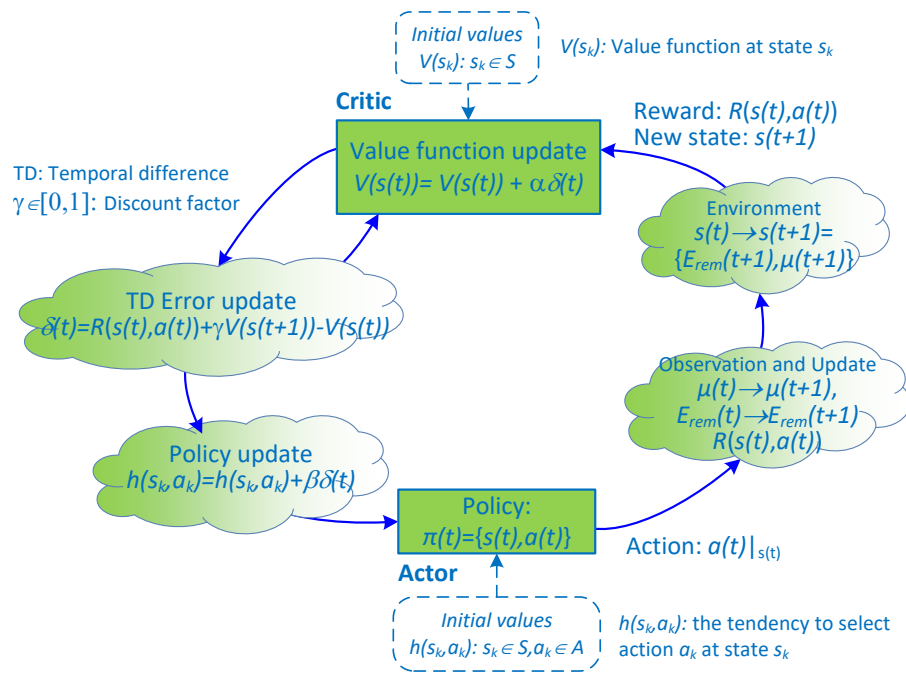 Initial values
V(sₖ): sₖ ∈ S
V(sₖ): Value function at state sₖ
Critic
Reward: R(s(t),a(t))
New state: s(t+1)
Value function update
V(s(t))= V(s(t)) + αδ(t)
TD: Temporal difference
γ∈[0,1]: Discount factor
Environment
s(t)→s(t+1)=
{E_rem(t+1),μ(t+1)}
TD Error update
δ(t)=R(s(t),a(t))+γV(s(t+1))-V(s(t))
Observation and Update
μ(t)→μ(t+1),
E_rem(t)→E_rem(t+1)
R(s(t),a(t))
Policy update
h(sₖ,aₖ)=h(sₖ,aₖ)+βδ(t)
Policy:
π(t)={s(t),a(t)}
Action: a(t)|s(t)
Actor
Initial values
h(sₖ,aₖ): sₖ ∈ S,aₖ ∈ A
h(sₖ,aₖ): the tendency to select
action aₖ at state sₖ